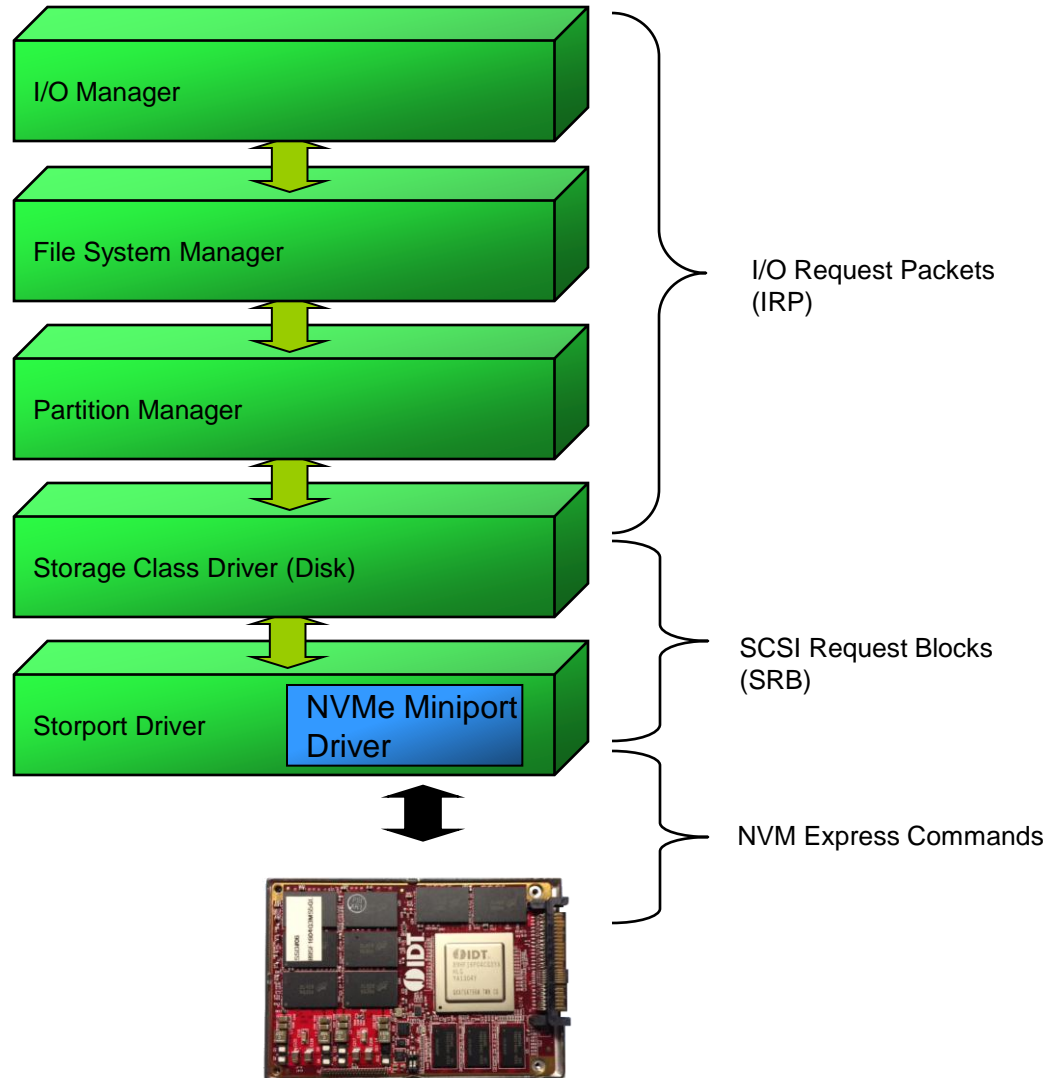 I/O Manager
File System Manager
I/O Request Packets
(IRP)
Partition Manager
Storage Class Driver (Disk)
SCSI Request Blocks
(SRB)
Storport Driver
NVMe Miniport
Driver
NVM Express Commands
IDT
IDT